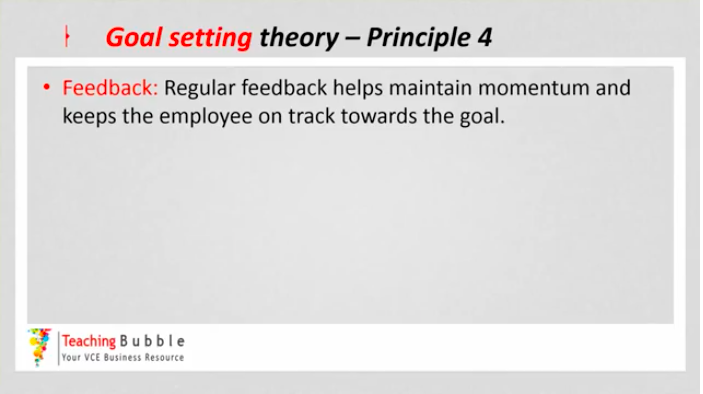 Goal setting theory – Principle 4
• Feedback: Regular feedback helps maintain momentum and
keeps the employee on track towards the goal.
Teaching Bubble
Your VCE Business Resource